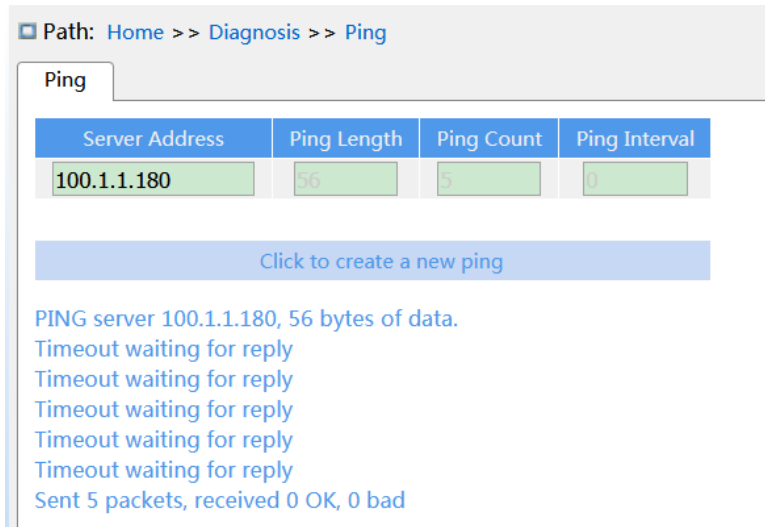 Path: Home >> Diagnosis >> Ping
Ping
Server Address Ping Length Ping Count Ping Interval
100.1.1.180 56 5 0
Click to create a new ping
PING server 100.1.1.180, 56 bytes of data.
Timeout waiting for reply
Timeout waiting for reply
Timeout waiting for reply
Timeout waiting for reply
Timeout waiting for reply
Sent 5 packets, received 0 OK, 0 bad